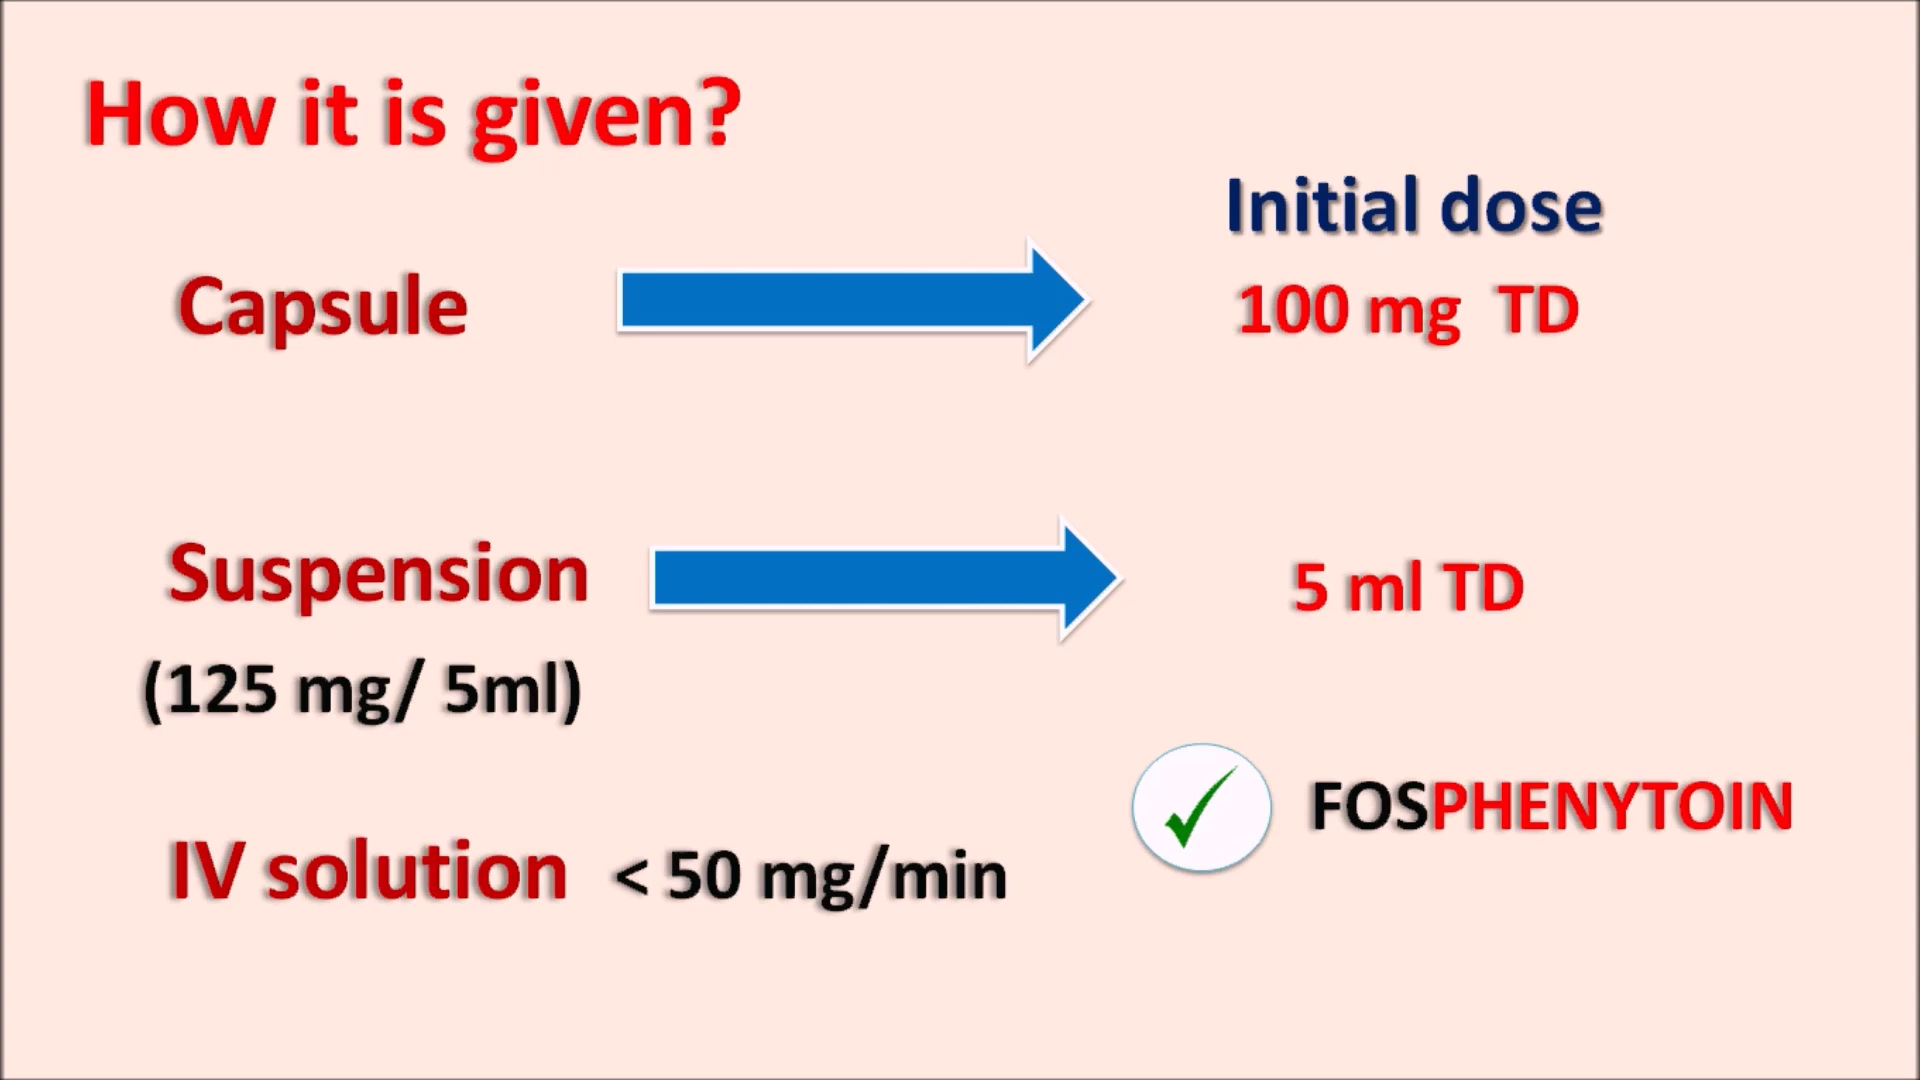 How it is given?
Initial dose
Capsule
100 mg TD
Suspension
5 ml TD
(125 mg/ 5ml)
FOSPHENYTOIN
IV solution < 50 mg/min